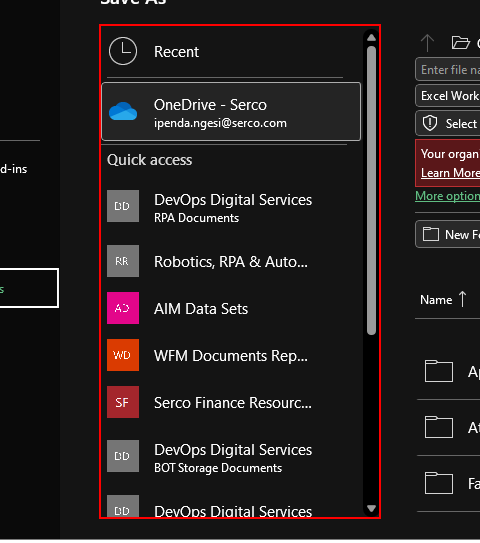 Save As
Recent
OneDrive - Serco
ipenda.ngesi@serco.com
Quick access
DD
DevOps Digital Services
RPA Documents
RR
Robotics, RPA & Auto...
AD
AIM Data Sets
WD
WFM Documents Rep...
SF
Serco Finance Resourc...
DD
DevOps Digital Services
BOT Storage Documents
DD
DevOps Digital Services
d-ins
s
Enter file na
Excel Work
Select
Your organ
Learn More
More option
New Fo
Name ↑
Ap
At
Fa